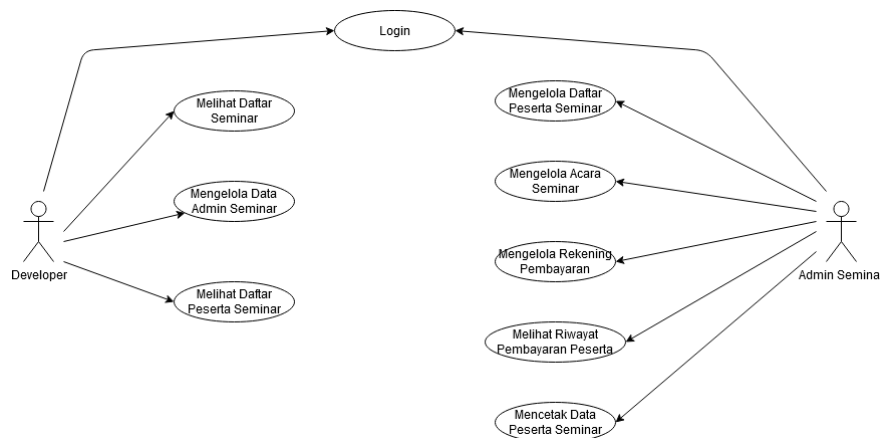 Login
Melihat Daftar
Seminar
Mengelola Data
Admin Seminar
Melihat Daftar
Peserta Seminar
Developer
Mengelola Daftar
Peserta Seminar
Mengelola Acara
Seminar
Mengelola Rekening
Pembayaran
Melihat Riwayat
Pembayaran Peserta
Mencetak Data
Peserta Seminar
Admin Semina